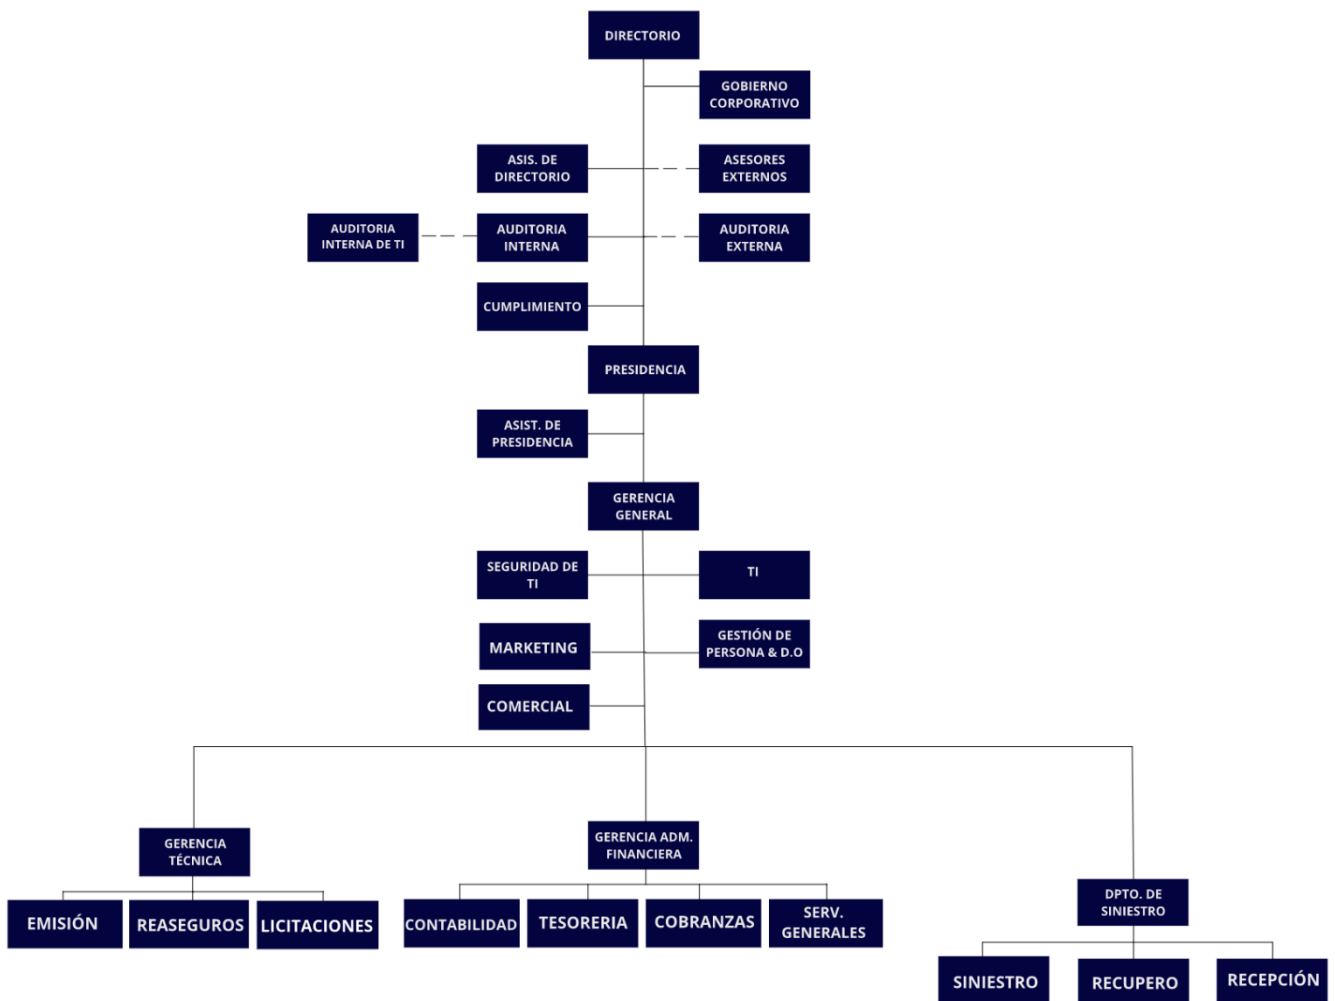 DIRECTORIO
GOBIERNO
CORPORATIVO
ASIS. DE
DIRECTORIO
ASESORES
EXTERNOS
AUDITORIA
INTERNA DE TI
AUDITORIA
INTERNA
AUDITORIA
EXTERNA
CUMPLIMIENTO
PRESIDENCIA
ASIST. DE
PRESIDENCIA
GERENCIA
GENERAL
SEGURIDAD DE
TI
TI
MARKETING
GESTIÓN DE
PERSONA & D.O
COMERCIAL
GERENCIA
TÉCNICA
GERENCIA ADM.
FINANCIERA
DPTO. DE
SINIESTRO
EMISIÓN
REASEGUROS
LICITACIONES
CONTABILIDAD
TESORERIA
COBRANZAS
SERV.
GENERALES
SINIESTRO
RECUPERO
RECEPCIÓN